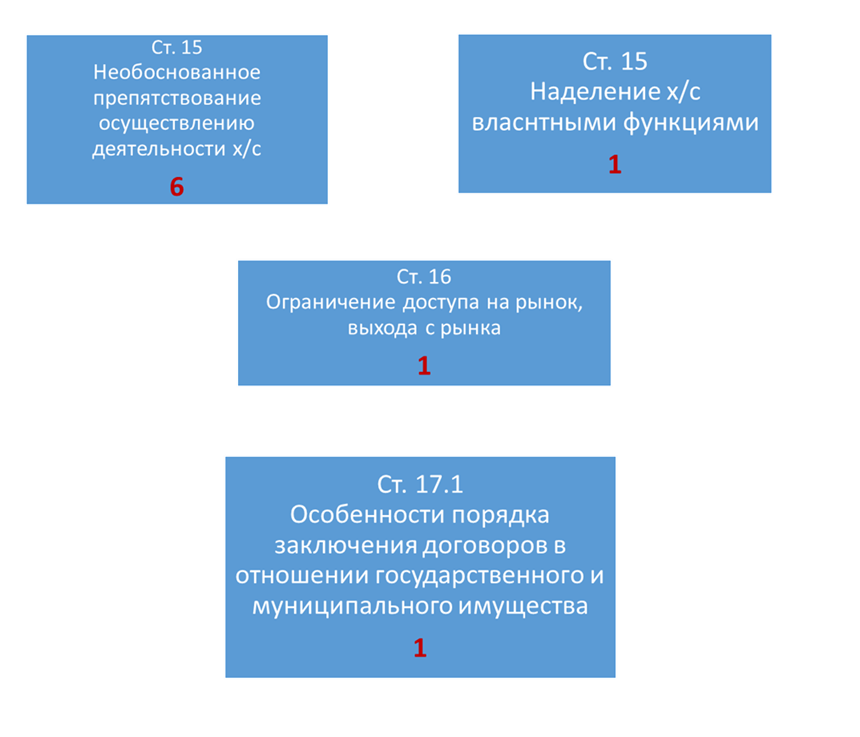 Ст. 15
Необоснованное
препятствование
осуществлению
деятельности х/с
6
Ст. 15
Наделение х/с
власнтными функциями
1
Ст. 16
Ограничение доступа на рынок,
выхода с рынка
1
Ст. 17.1
Особенности порядка
заключения договоров в
отношении государственного и
муниципального имущества
1